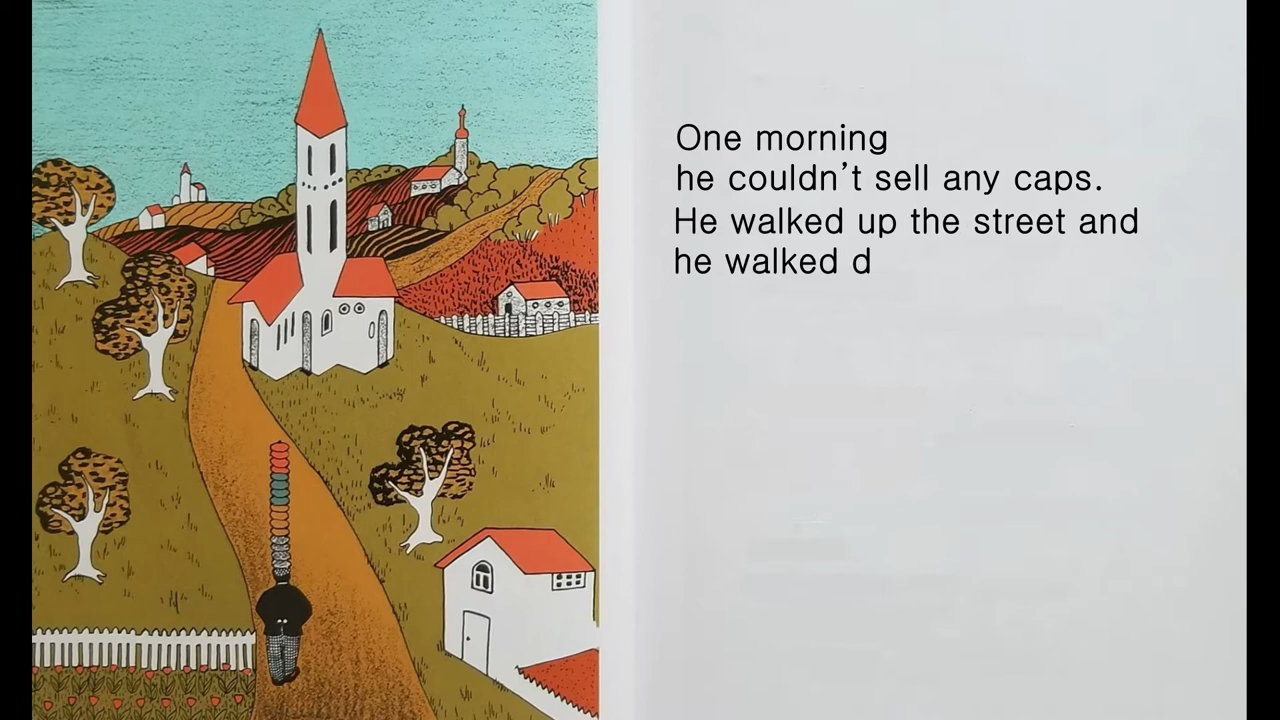 One morning
he couldn't sell any caps.
He walked up the street and
he walked d